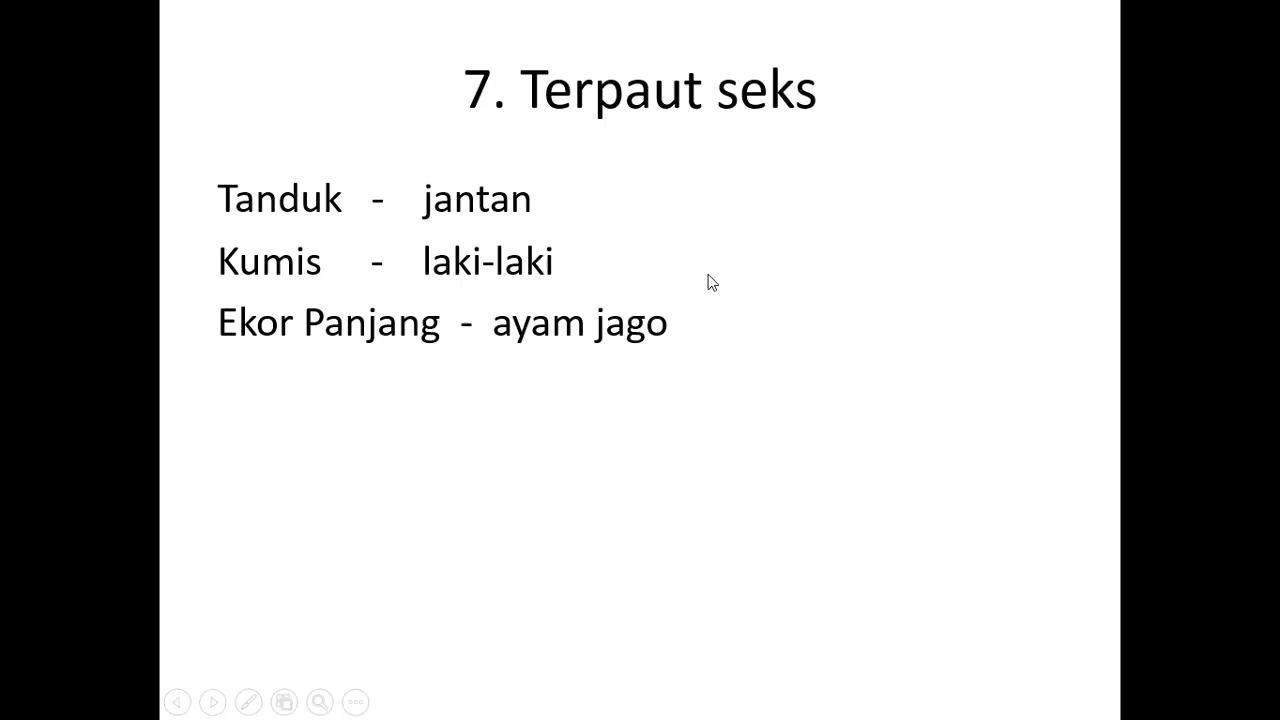 7. Terpaut seks
Tanduk - jantan
Kumis - laki-laki
Ekor Panjang - ayam jago